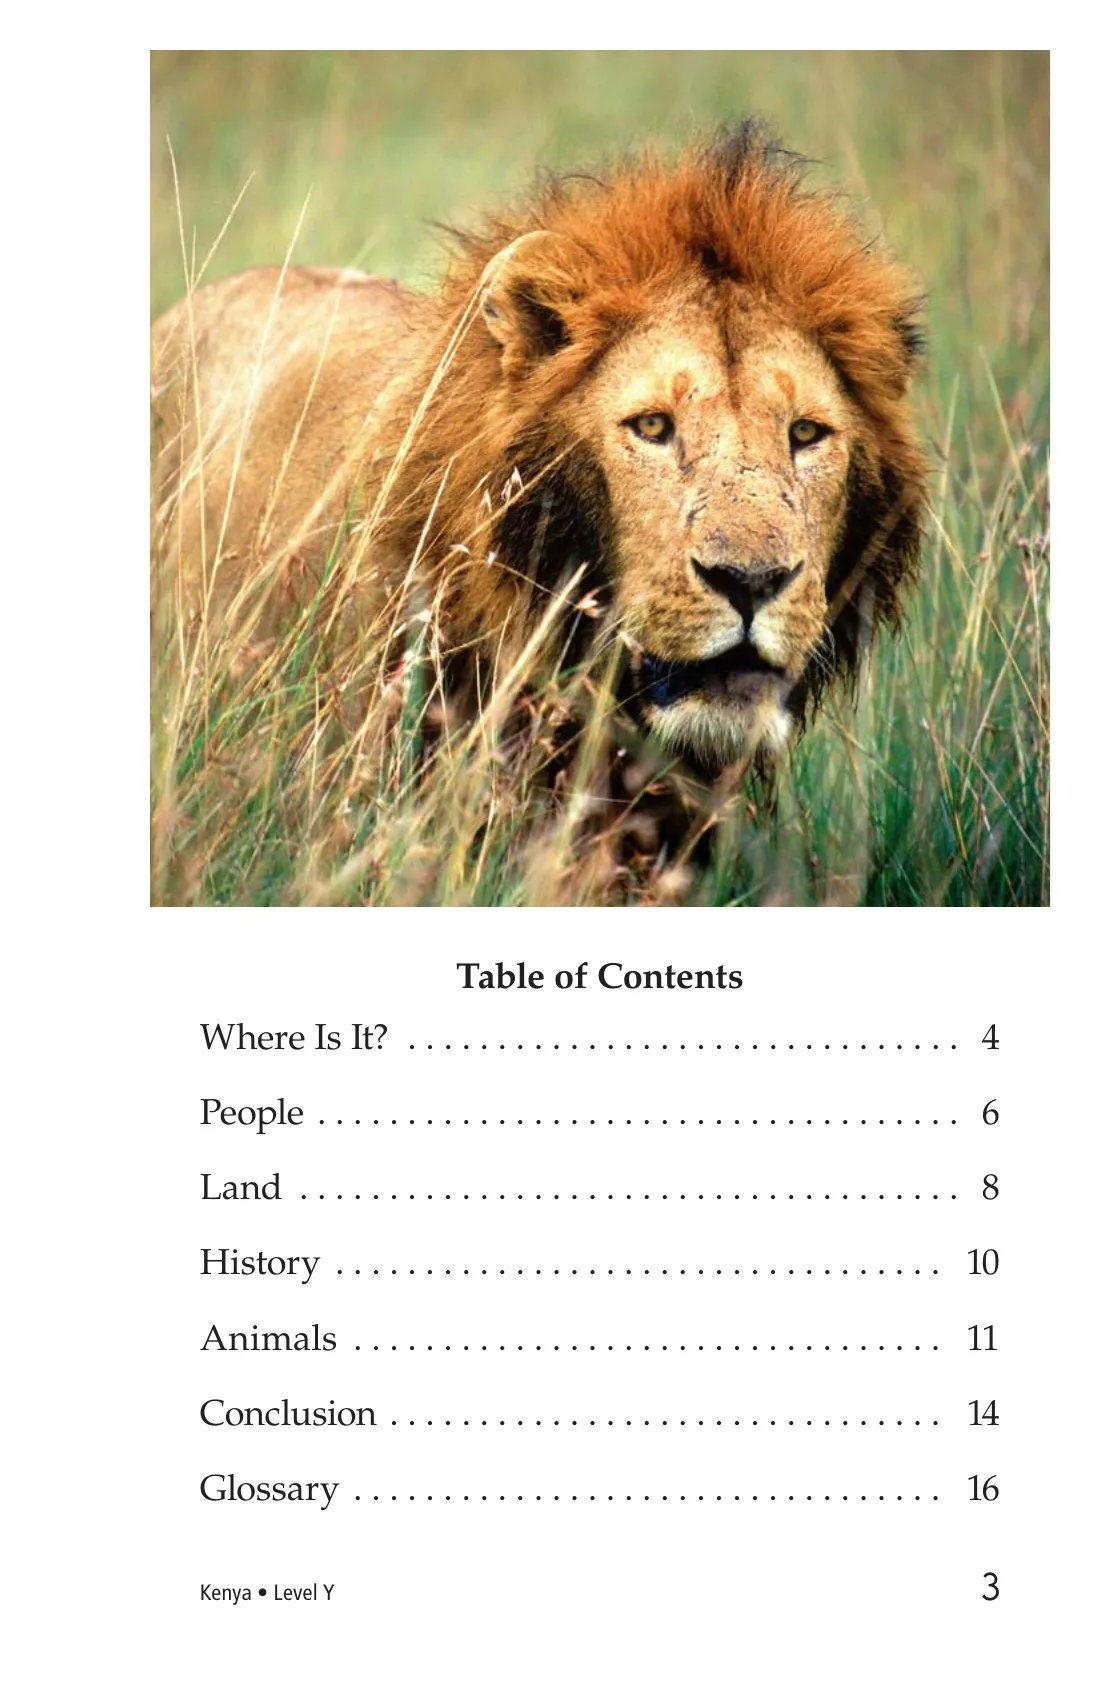 Table of Contents
Where Is It? . . . . . . . . . . . . . . . . . . . . . . . . . . . . . . . 4
People . . . . . . . . . . . . . . . . . . . . . . . . . . . . . . . . . . . . 6
Land . . . . . . . . . . . . . . . . . . . . . . . . . . . . . . . . . . . . . 8
History . . . . . . . . . . . . . . . . . . . . . . . . . . . . . . . . . . 10
Animals . . . . . . . . . . . . . . . . . . . . . . . . . . . . . . . . . 11
Conclusion . . . . . . . . . . . . . . . . . . . . . . . . . . . . . . . 14
Glossary . . . . . . . . . . . . . . . . . . . . . . . . . . . . . . . . . 16
Kenya • Level Y 3